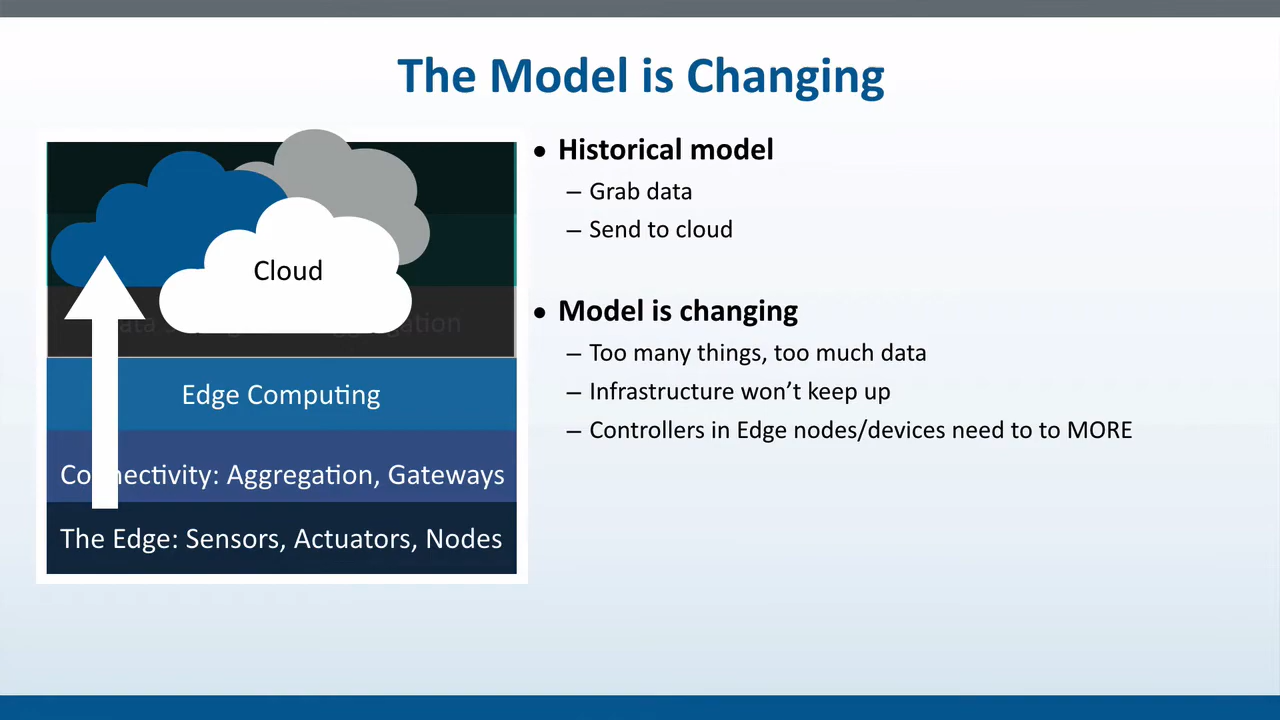 The Model is Changing
Cloud
Edge Computing
Connectivity: Aggregation, Gateways
The Edge: Sensors, Actuators, Nodes
• Historical model
– Grab data
– Send to cloud
• Model is changing
– Too many things, too much data
– Infrastructure won’t keep up
– Controllers in Edge nodes/devices need to to MORE